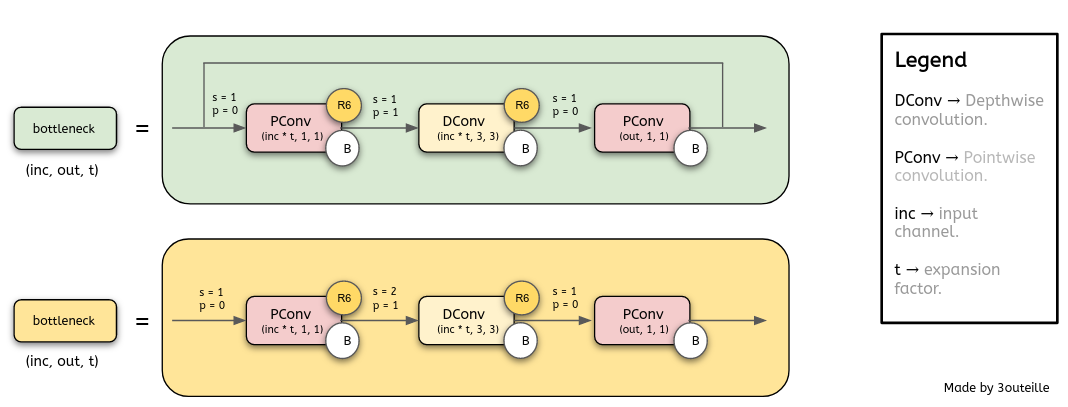 bottleneck
(inc, out, t)
=
s = 1
p = 0
PConv
(inc * t, 1, 1)
R6
B
s = 1
p = 1
DConv
(inc * t, 3, 3)
R6
B
s = 1
p = 0
PConv
(out, 1, 1)
B
bottleneck
(inc, out, t)
=
s = 1
p = 0
PConv
(inc * t, 1, 1)
R6
B
s = 2
p = 1
DConv
(inc * t, 3, 3)
R6
B
s = 1
p = 0
PConv
(out, 1, 1)
B
Legend
DConv → Depthwise
convolution.
PConv → Pointwise
convolution.
inc → input
channel.
t → expansion
factor.
Made by 3outeille